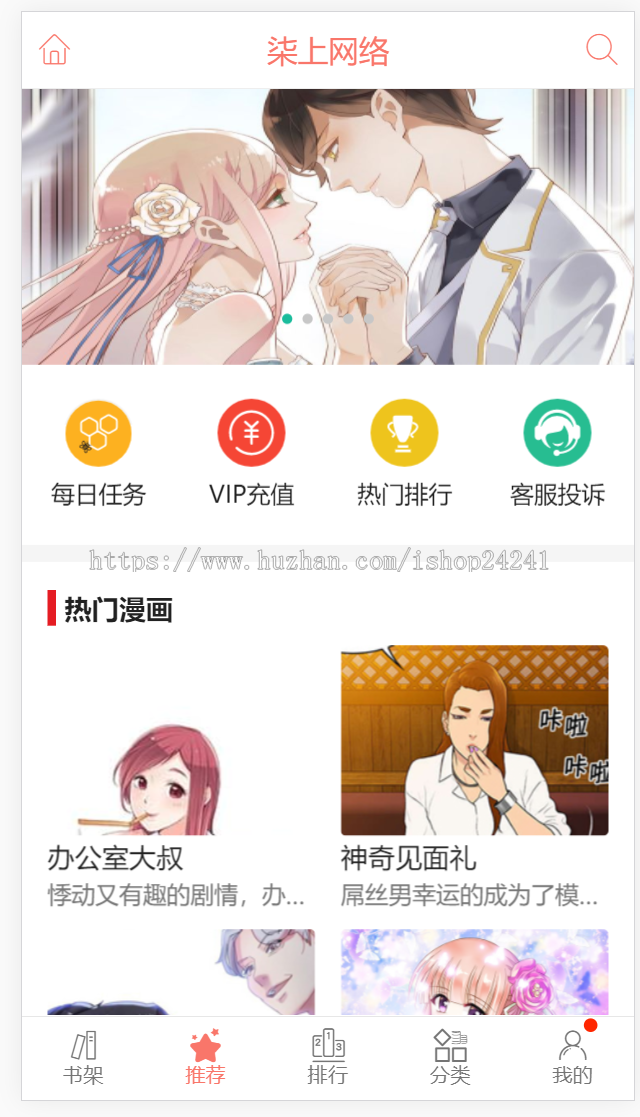 柒上网络
每日任务 VIP充值 热门排行 客服投诉
https://www.huzhan.com/ishop24241
热门漫画
咔啦
咔啦
办公室大叔 神奇见面礼
悸动又有趣的剧情，办... 屌丝男幸运的成为了模...
2 1 3
书架 推荐 排行 分类 我的